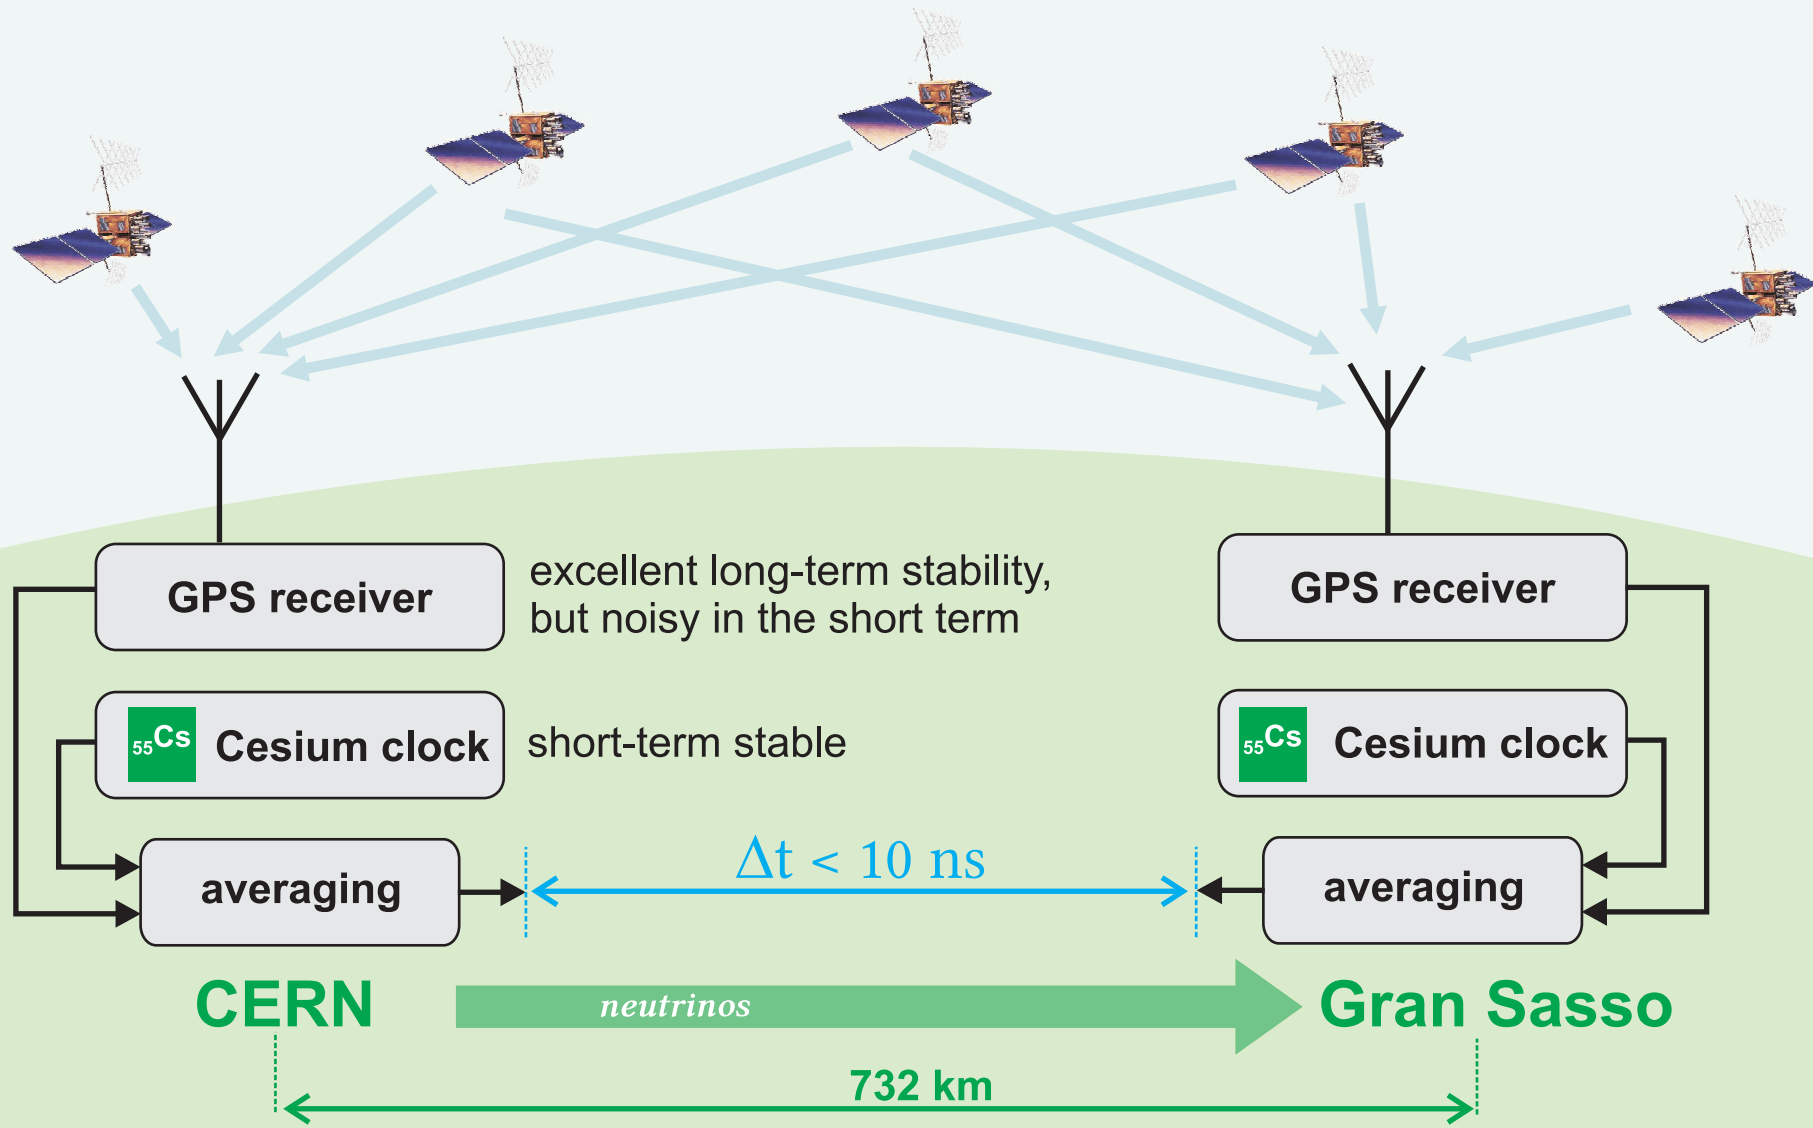 GPS receiver
excellent long-term stability,
but noisy in the short term
GPS receiver
55Cs Cesium clock
short-term stable
55Cs Cesium clock
averaging
Δt < 10 ns
averaging
CERN
neutrinos
Gran Sasso
732 km